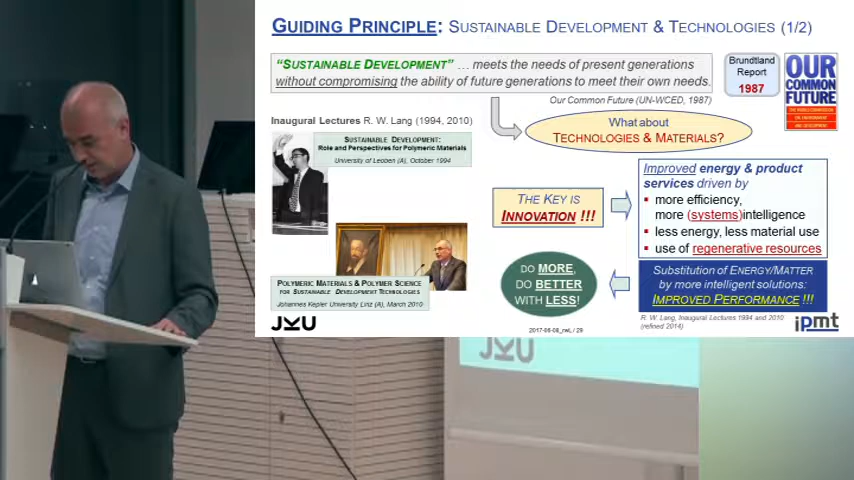 GUIDING PRINCIPLE: SUSTAINABLE DEVELOPMENT & TECHNOLOGIES (1/2)
"SUSTAINABLE DEVELOPMENT" … meets the needs of present generations
without compromising the ability of future generations to meet their own needs.
Brundtland
Report
1987
OUR
COMMON
FUTURE
Our Common Future (UN-WCED, 1987)
Inaugural Lectures R. W. Lang (1994, 2010)
What about
TECHNOLOGIES & MATERIALS?
SUSTAINABLE DEVELOPMENT:
Role and Perspectives for Polymeric Materials
University of Leoben (A), October 1994
Improved energy & product
services driven by
▪ more efficiency,
more (systems)intelligence
▪ less energy, less material use
▪ use of regenerative resources
THE KEY IS
INNOVATION !!!
DO MORE,
DO BETTER
WITH LESS!
Substitution of ENERGY/MATTER
by more intelligent solutions:
IMPROVED PERFORMANCE !!!
POLYMERIC MATERIALS & POLYMER SCIENCE
FOR SUSTAINABLE DEVELOPMENT TECHNOLOGIES
Johannes Kepler University Linz (A), March 2010
R. W. Lang, Inaugural Lectures 1994 and 2010
(refined 2014)
JKU
ipmt
JKU